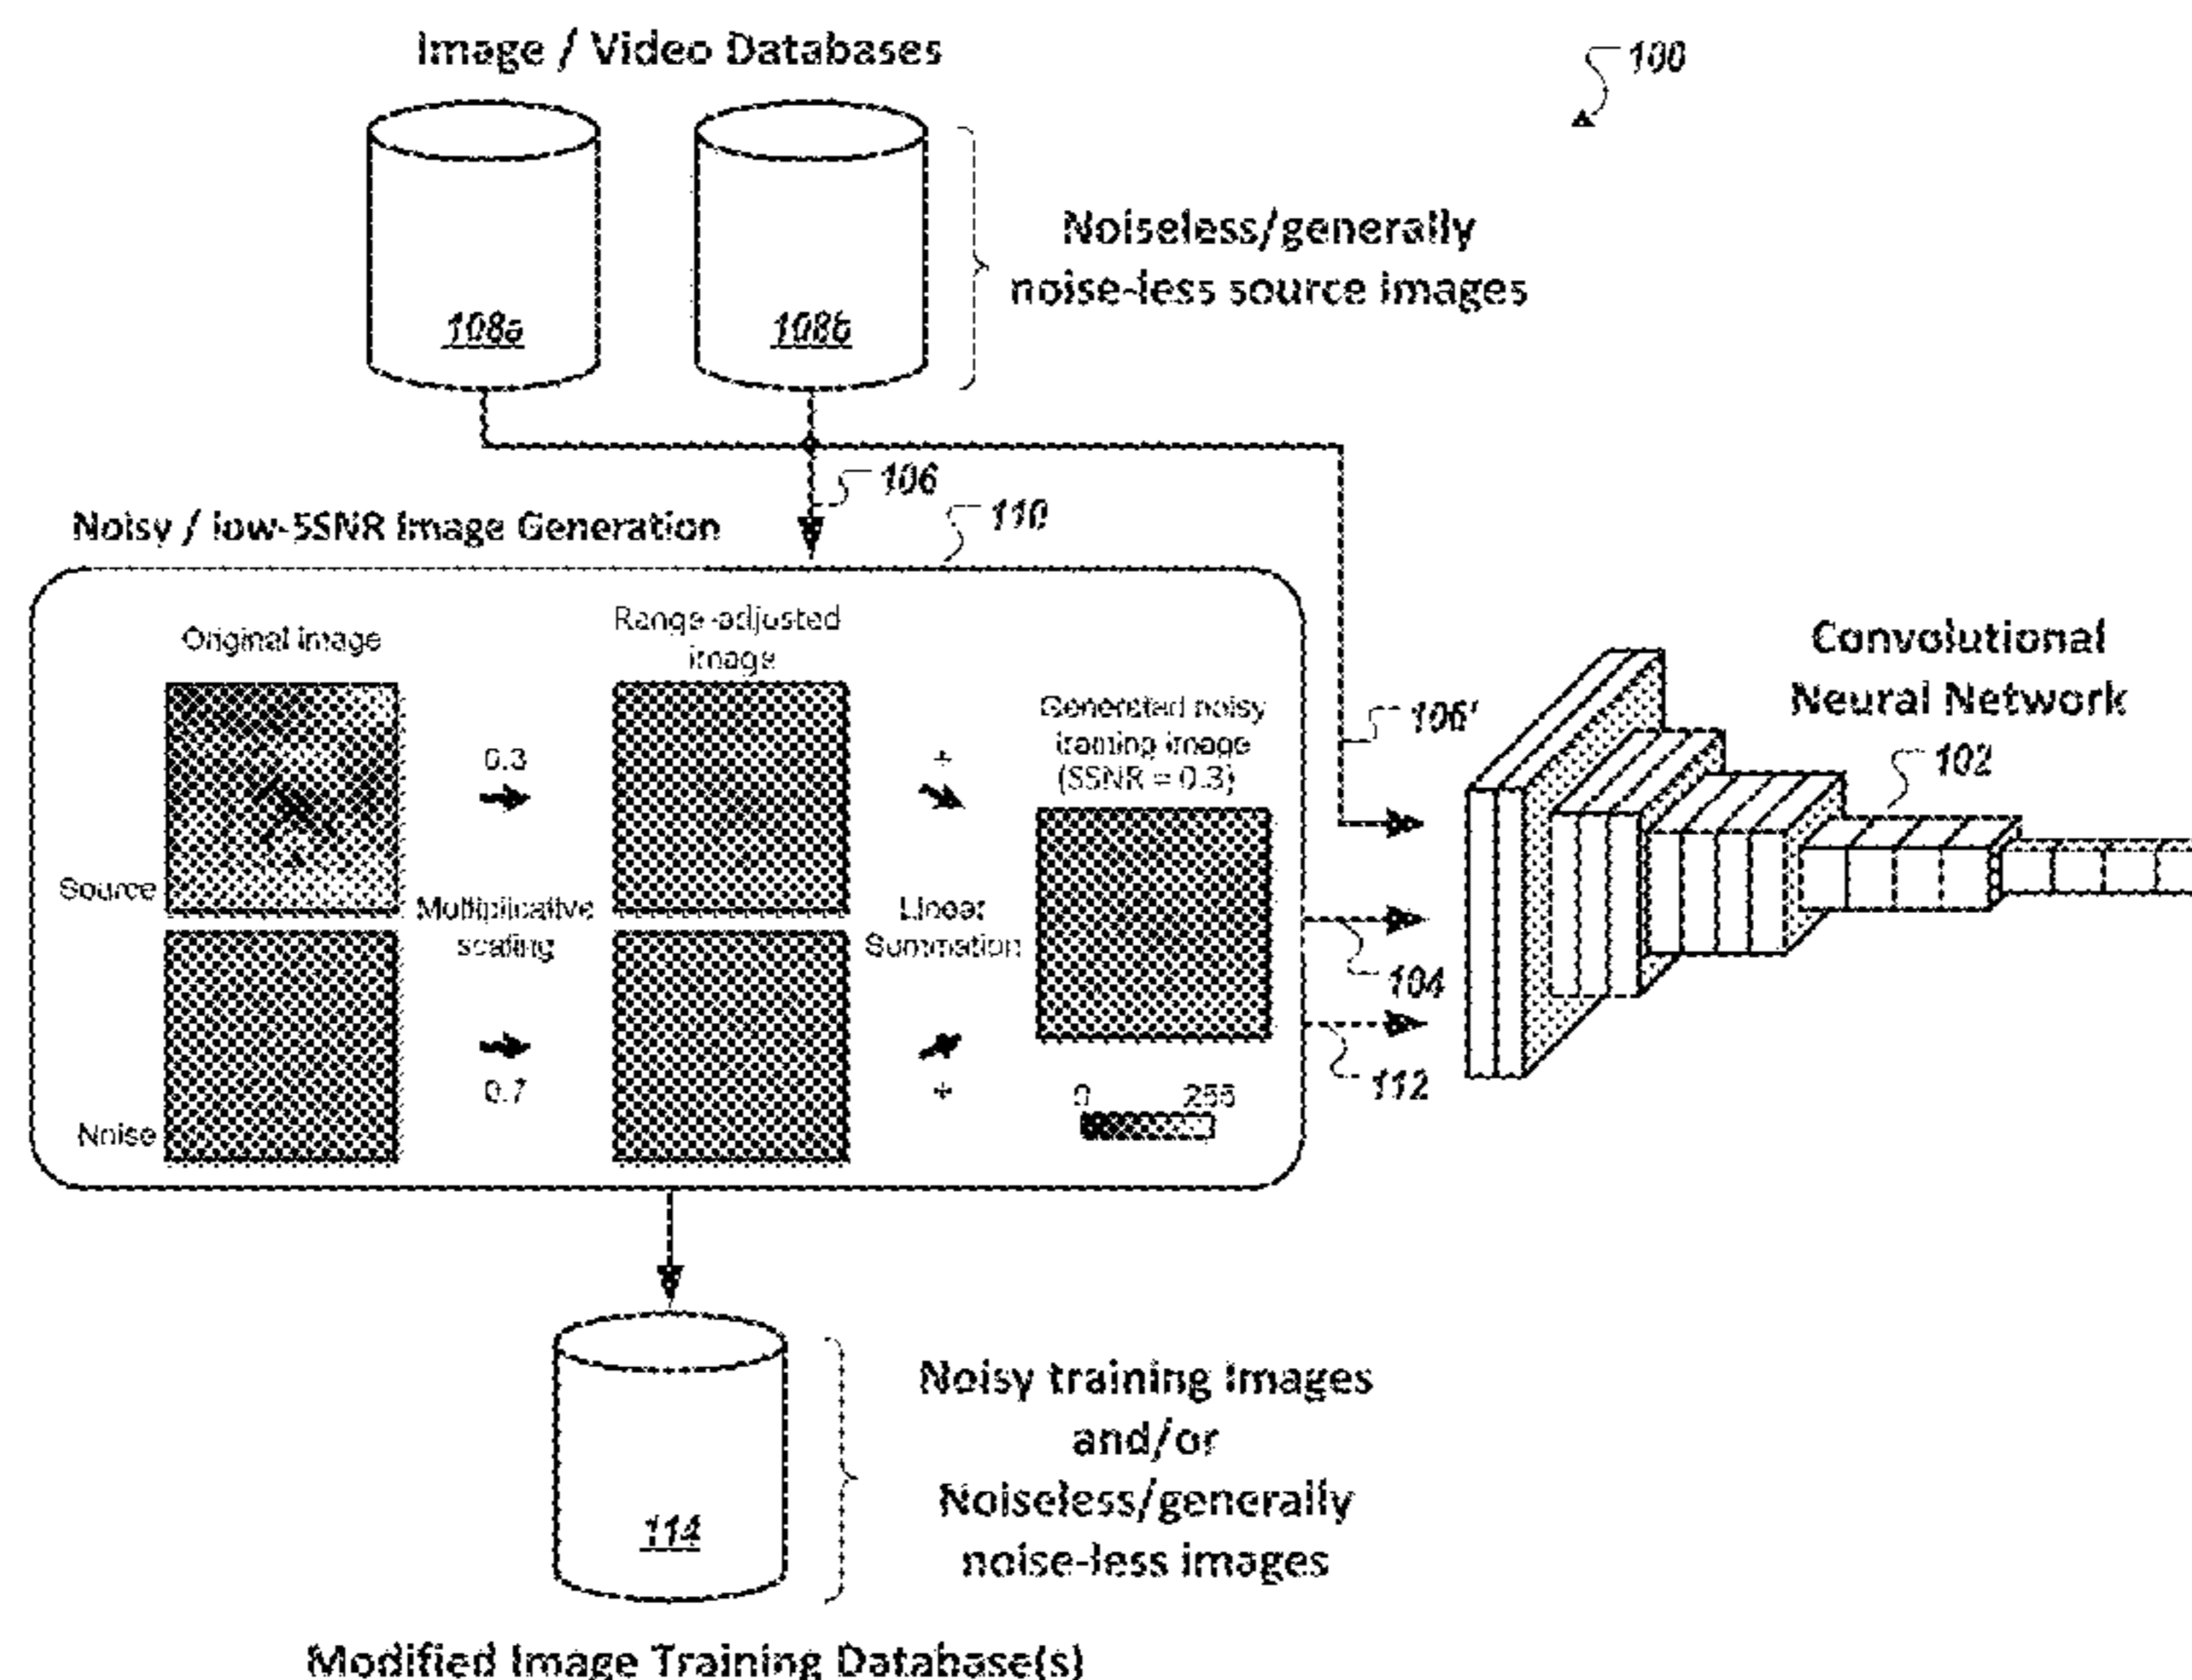 Image / Video Databases
100
108a
108b
Noiseless/generally
noise-less source images
106
Noisy / low-SSNR Image Generation
110
Original image
Range-adjusted
image
Generated noisy
training image
(SSNR = 0.3)
0.3
+
Source
Multiplicative
scaling
Linear
Summation
0.7
+
Noise
0 255
106'
104
112
Convolutional
Neural Network
102
114
Noisy training images
and/or
Noiseless/generally
noise-less images
Modified Image Training Database(s)